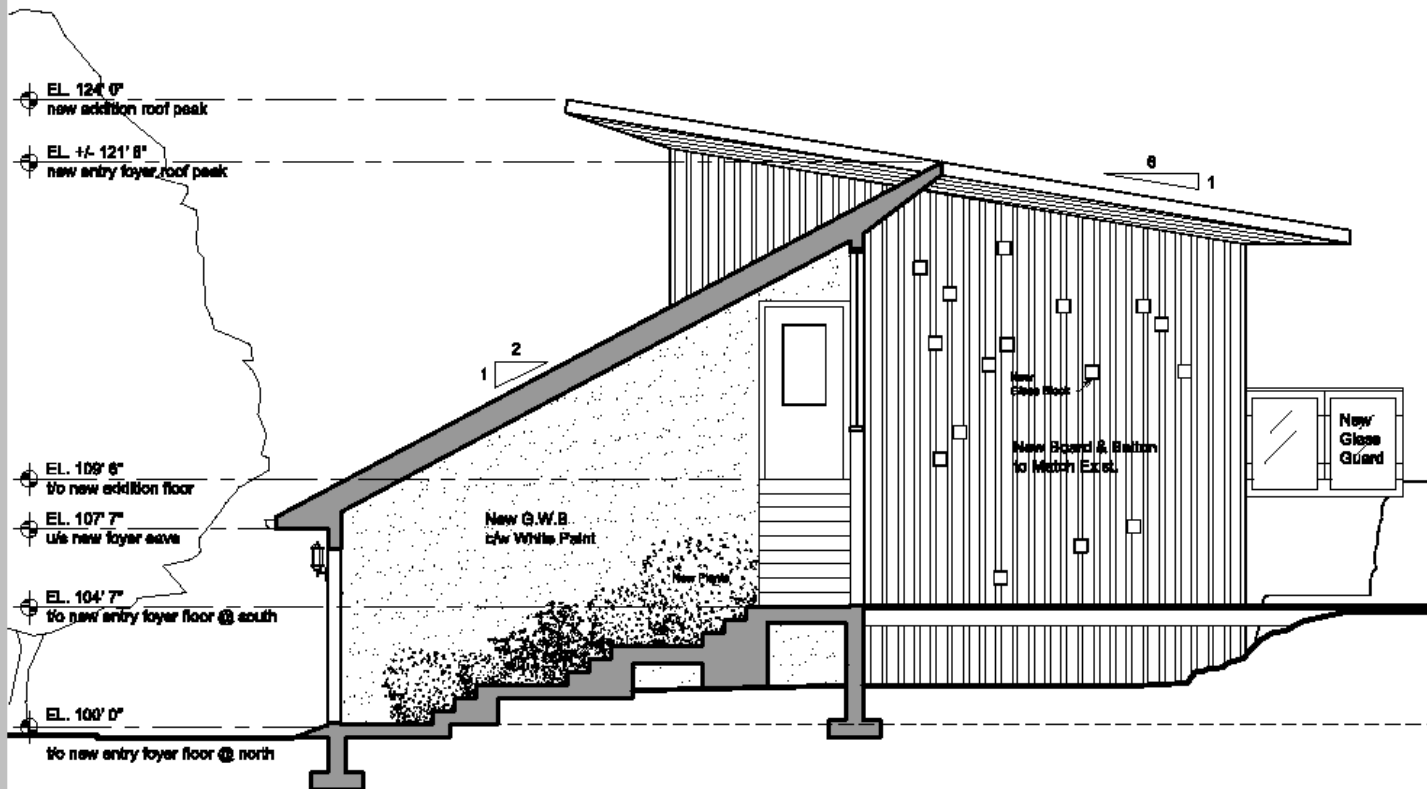 EL. 124' 0"
new addition roof peak
EL. +/- 121' 8"
new entry foyer roof peak
6
1
2
1
New
Glass Block
New Board & Batton
to Match Exist.
New
Glass
Guard
EL. 109' 6"
t/o new addition floor
EL. 107' 7"
u/s new foyer eave
New G.W.B.
c/w White Paint
New Plants
EL. 104' 7"
t/o new entry foyer floor @ south
EL. 100' 0"
t/o new entry foyer floor @ north